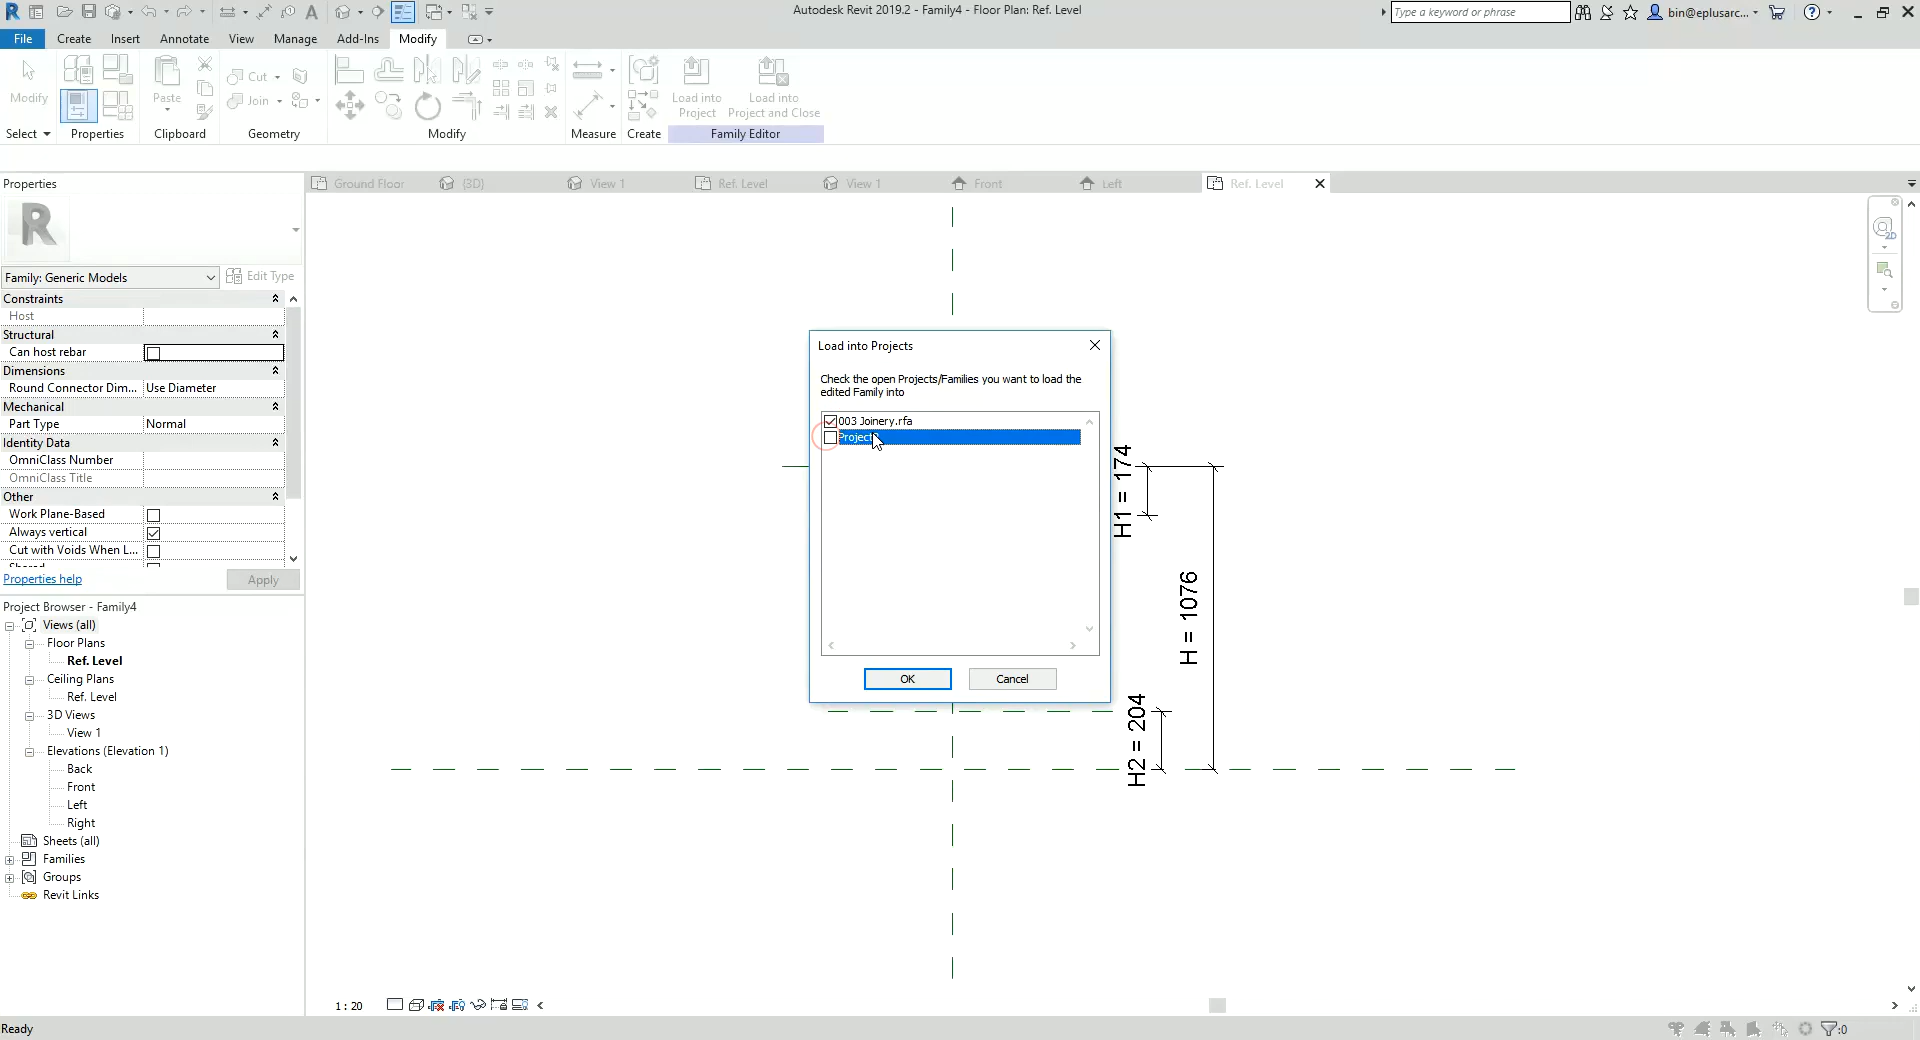 Autodesk Revit 2019.2 - Family4 - Floor Plan: Ref. Level
Type a keyword or phrase
bin@eplusarc...
File Create Insert Annotate View Manage Add-Ins Modify
Modify
Paste
Cut
Join
Load into Project
Load into Project and Close
Select Properties Clipboard Geometry Modify Measure Create Family Editor
Properties
Ground Floor {3D} View 1 Ref. Level View 1 Front Left Ref. Level
Family: Generic Models Edit Type
Constraints
Host
Structural
Can host rebar
Dimensions
Round Connector Dim... Use Diameter
Mechanical
Part Type Normal
Identity Data
OmniClass Number
OmniClass Title
Other
Work Plane-Based
Always vertical
Cut with Voids When L...
Shared
Properties help Apply
Project Browser - Family4
Views (all)
Floor Plans
Ref. Level
Ceiling Plans
Ref. Level
3D Views
View 1
Elevations (Elevation 1)
Back
Front
Left
Right
Sheets (all)
Families
Groups
Revit Links
Load into Projects
Check the open Projects/Families you want to load the
edited Family into
003 Joinery.rfa
OK Cancel
H1 = 174
H = 1076
H2 = 204
1 : 20
Ready
:0